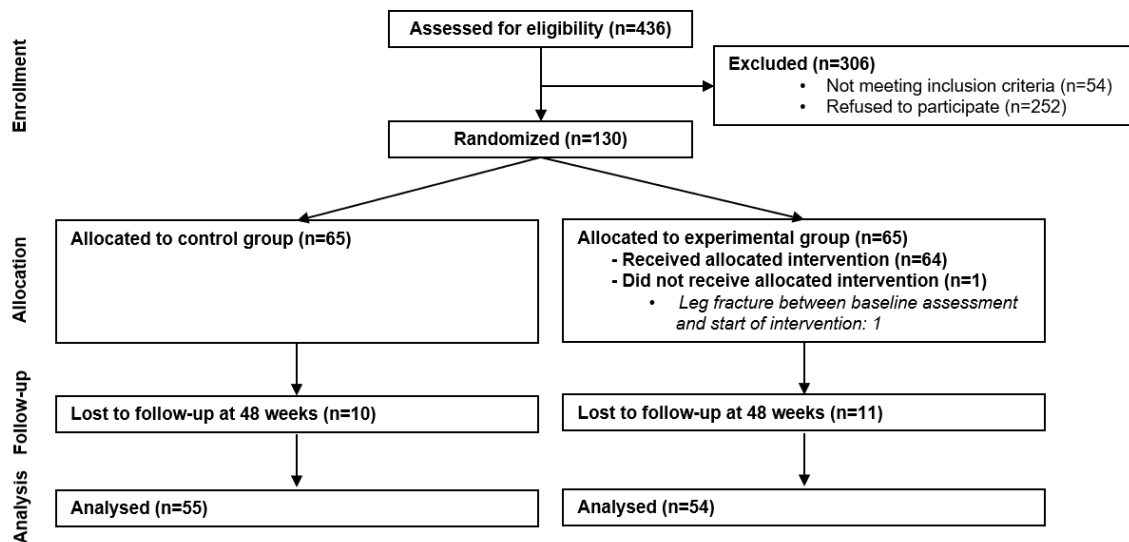 Enrollment
Assessed for eligibility (n=436)
Excluded (n=306)
• Not meeting inclusion criteria (n=54)
• Refused to participate (n=252)
Randomized (n=130)
Allocation
Allocated to control group (n=65)
Allocated to experimental group (n=65)
- Received allocated intervention (n=64)
- Did not receive allocated intervention (n=1)
• Leg fracture between baseline assessment
and start of intervention: 1
Follow-up
Lost to follow-up at 48 weeks (n=10)
Lost to follow-up at 48 weeks (n=11)
Analysis
Analysed (n=55)
Analysed (n=54)